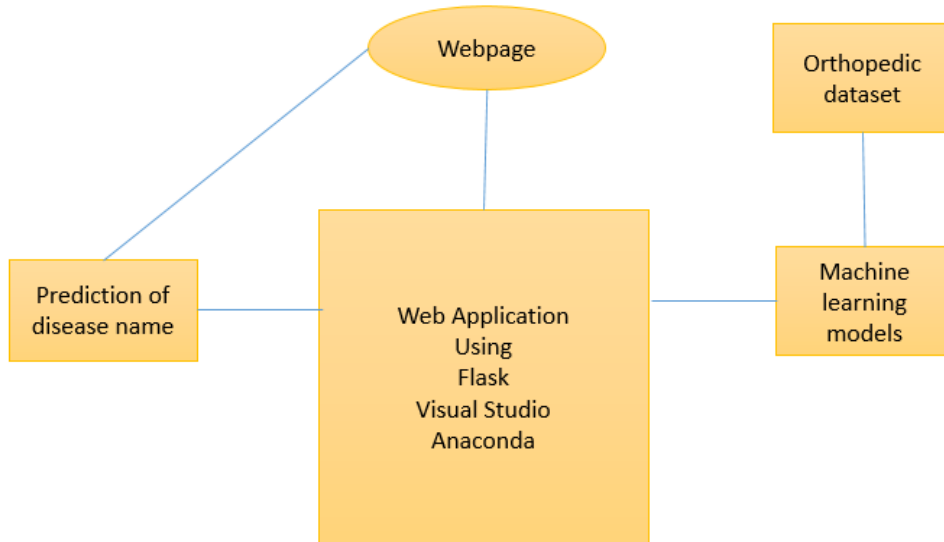 Webpage
Orthopedic
dataset
Prediction of
disease name
Web Application
Using
Flask
Visual Studio
Anaconda
Machine
learning
models